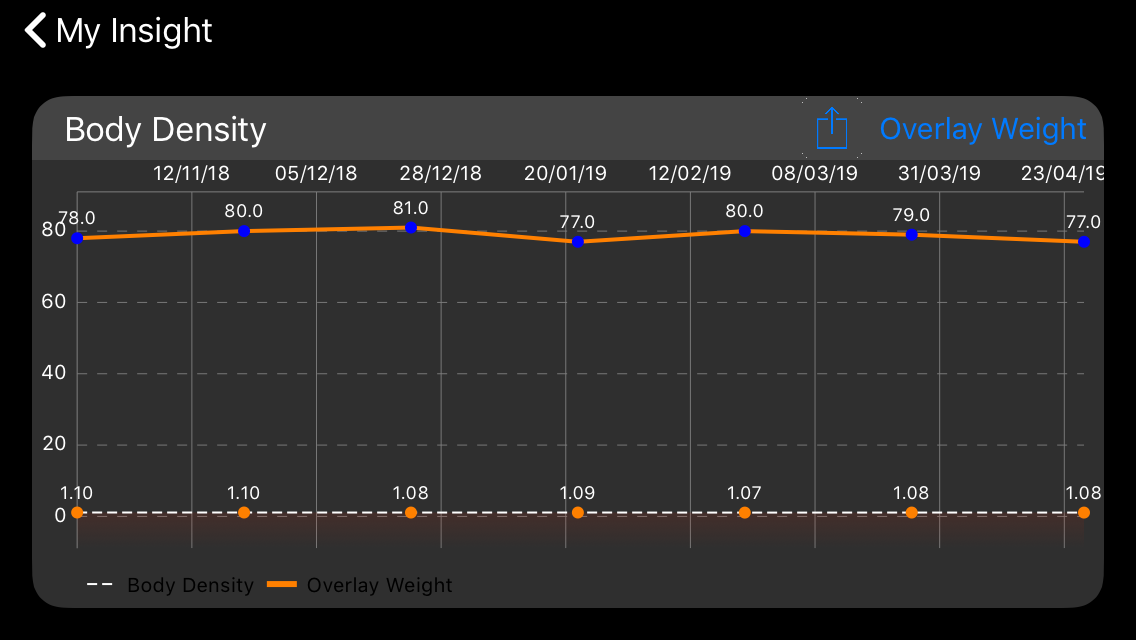 My Insight
Body Density Overlay Weight
12/11/18 05/12/18 28/12/18 20/01/19 12/02/19 08/03/19 31/03/19 23/04/19
78.0 80.0 81.0 77.0 80.0 79.0 77.0
80
60
40
20
1.10 1.10 1.08 1.09 1.07 1.08 1.08
0
Body Density Overlay Weight